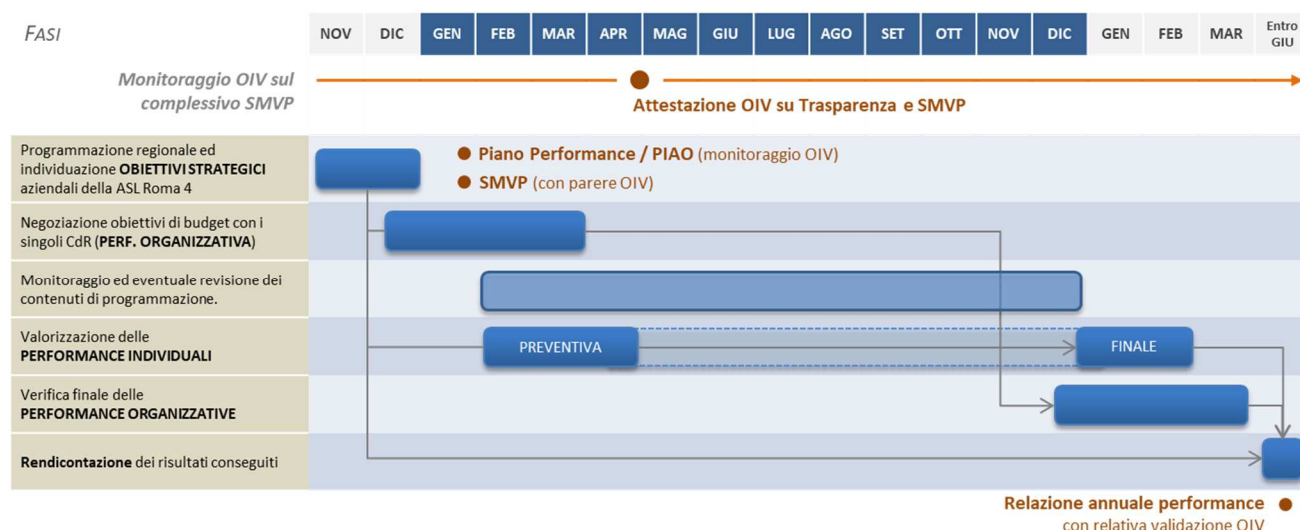 FASI
NOV DIC GEN FEB MAR APR MAG GIU LUG AGO SET OTT NOV DIC GEN FEB MAR Entro
GIU
Monitoraggio OIV sul
complessivo SMVP
Attestazione OIV su Trasparenza e SMVP
Programmazione regionale ed
individuazione OBIETTIVI STRATEGICI
aziendali della ASL Roma 4
Piano Performance / PIAO (monitoraggio OIV)
SMVP (con parere OIV)
Negoziazione obiettivi di budget con i
singoli CdR (PERF. ORGANIZZATIVA)
Monitoraggio ed eventuale revisione dei
contenuti di programmazione.
Valorizzazione delle
PERFORMANCE INDIVIDUALI
PREVENTIVA
FINALE
Verifica finale delle
PERFORMANCE ORGANIZZATIVE
Rendicontazione dei risultati conseguiti
Relazione annuale performance
con relativa validazione OIV